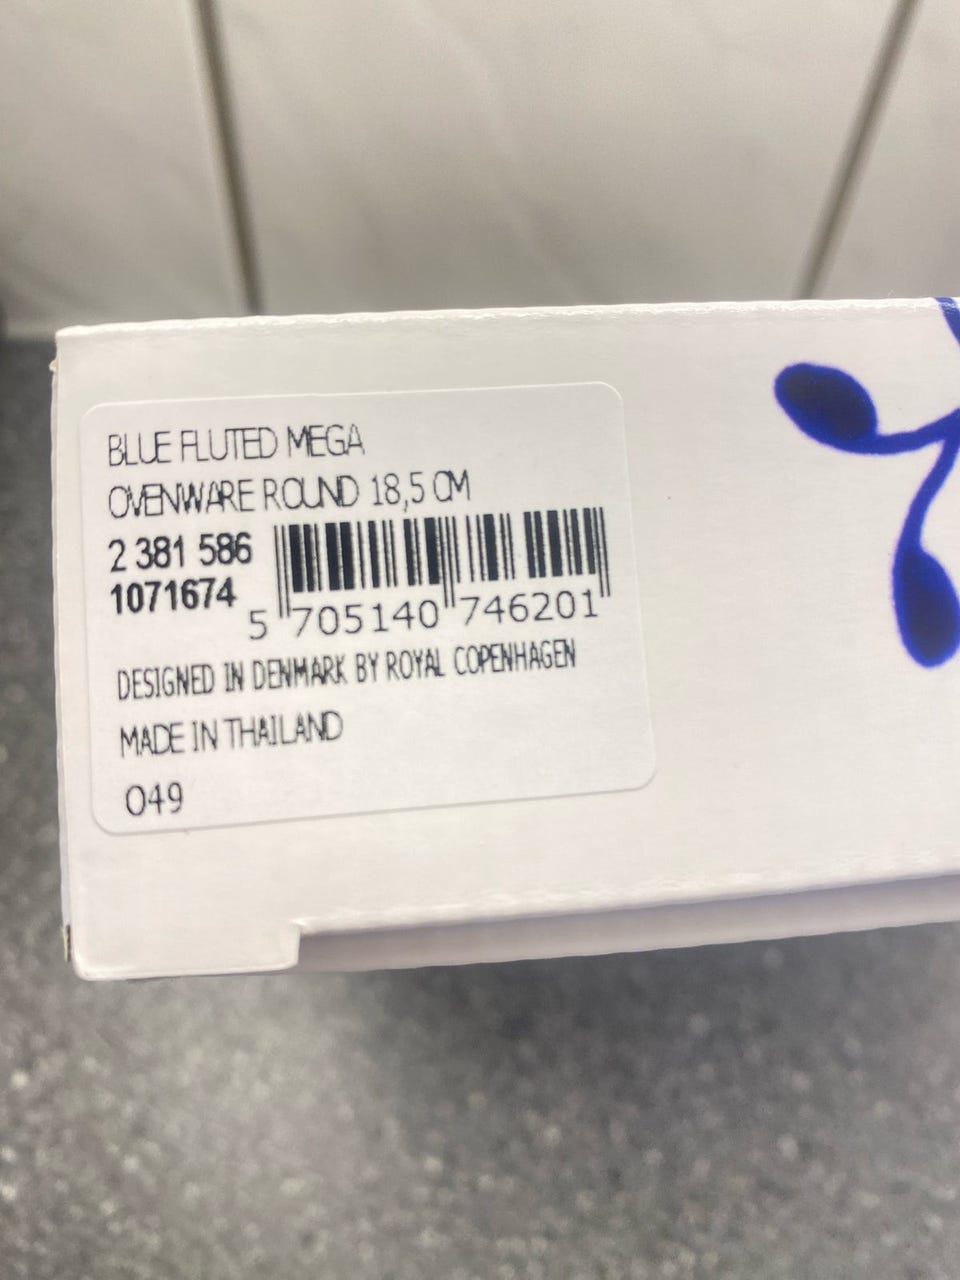 BLUE FLUTED MEGA
OVENWARE ROUND 18,5 CM
2 381 586
1071674
5 705140 746201
DESIGNED IN DENMARK BY ROYAL COPENHAGEN
MADE IN THAILAND
049